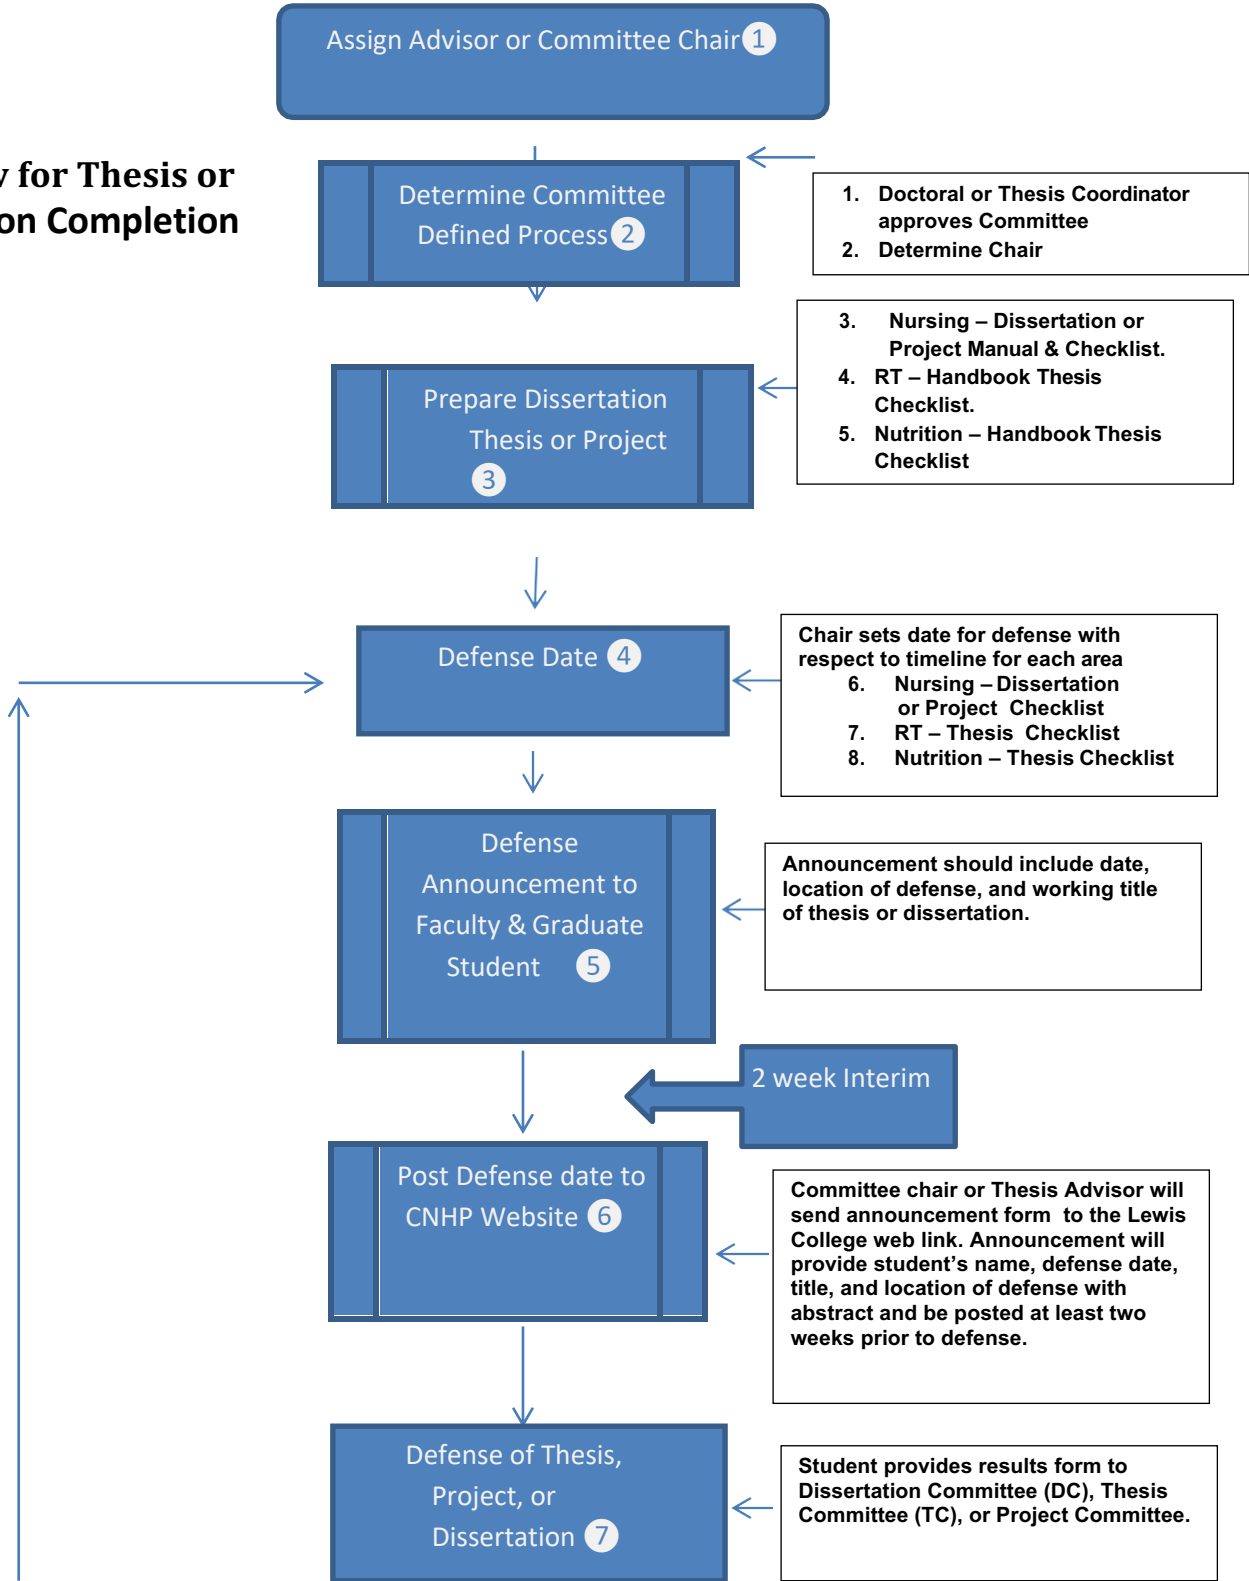 Assign Advisor or Committee Chair 1
for Thesis or
Completion
Determine Committee
Defined Process 2
1. Doctoral or Thesis Coordinator
approves Committee
2. Determine Chair
Prepare Dissertation
Thesis or Project
3
3. Nursing – Dissertation or
Project Manual & Checklist.
4. RT – Handbook Thesis
Checklist.
5. Nutrition – Handbook Thesis
Checklist
Defense Date 4
Chair sets date for defense with
respect to timeline for each area
6. Nursing – Dissertation
or Project Checklist
7. RT – Thesis Checklist
8. Nutrition – Thesis Checklist
Defense
Announcement to
Faculty & Graduate
Student 5
Announcement should include date,
location of defense, and working title
of thesis or dissertation.
2 week Interim
Post Defense date to
CNHP Website 6
Committee chair or Thesis Advisor will
send announcement form to the Lewis
College web link. Announcement will
provide student’s name, defense date,
title, and location of defense with
abstract and be posted at least two
weeks prior to defense.
Defense of Thesis,
Project, or
Dissertation 7
Student provides results form to
Dissertation Committee (DC), Thesis
Committee (TC), or Project Committee.